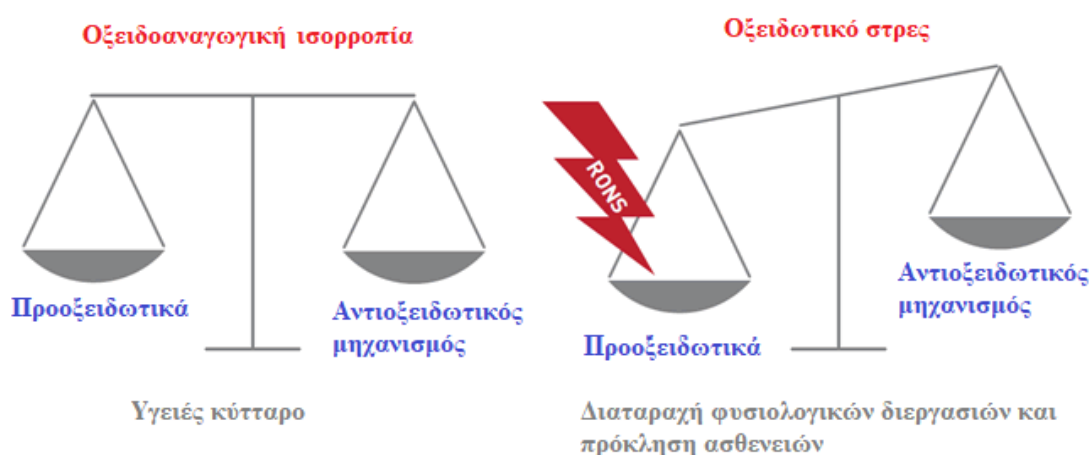 Οξειδοαναγωγική ισορροπία
Προοξειδωτικά
Αντιοξειδωτικός
μηχανισμός
Υγειές κύτταρο
Οξειδωτικό στρες
RONS
Προοξειδωτικά
Αντιοξειδωτικός
μηχανισμός
Διαταραχή φυσιολογικών διεργασιών και
πρόκληση ασθενειών